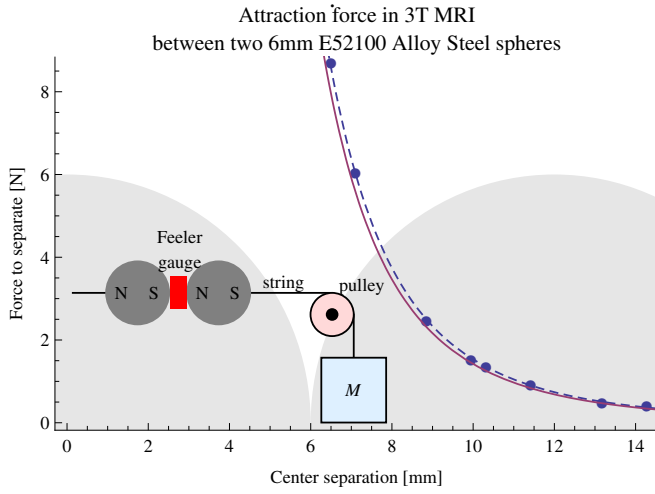 Attraction force in 3T MRI
between two 6mm E52100 Alloy Steel spheres
Force to separate [N]
8
6
4
2
0
Feeler
gauge
N S N S
string
pulley
M
0 2 4 6 8 10 12 14
Center separation [mm]